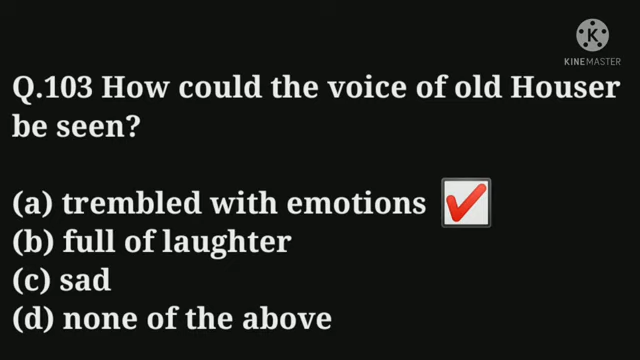 KINEMASTER
Q.103 How could the voice of old Houser
be seen?
(a) trembled with emotions
(b) full of laughter
(c) sad
(d) none of the above